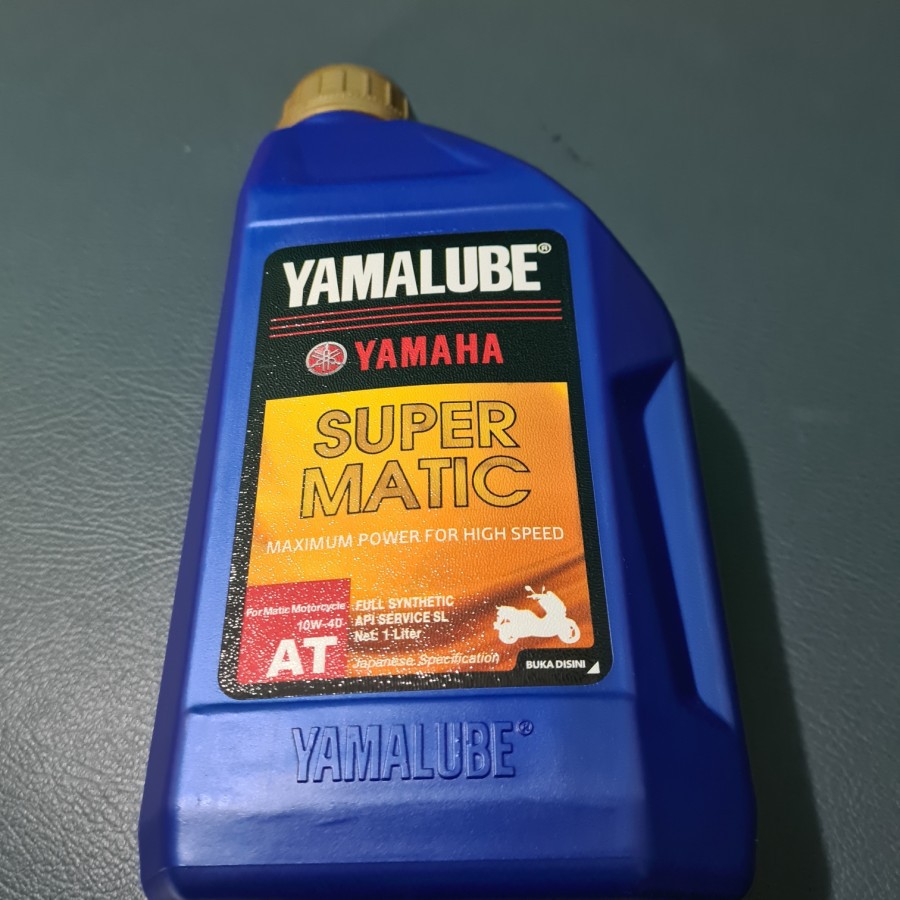 YAMALUBE®
YAMAHA
SUPER
MATIC
MAXIMUM POWER FOR HIGH SPEED
For Matic Motorcycle
10W-40
AT
FULL SYNTHETIC
API SERVICE SL
Net: 1-Liter
Japanese Specification
BUKA DISINI
YAMALUBE®